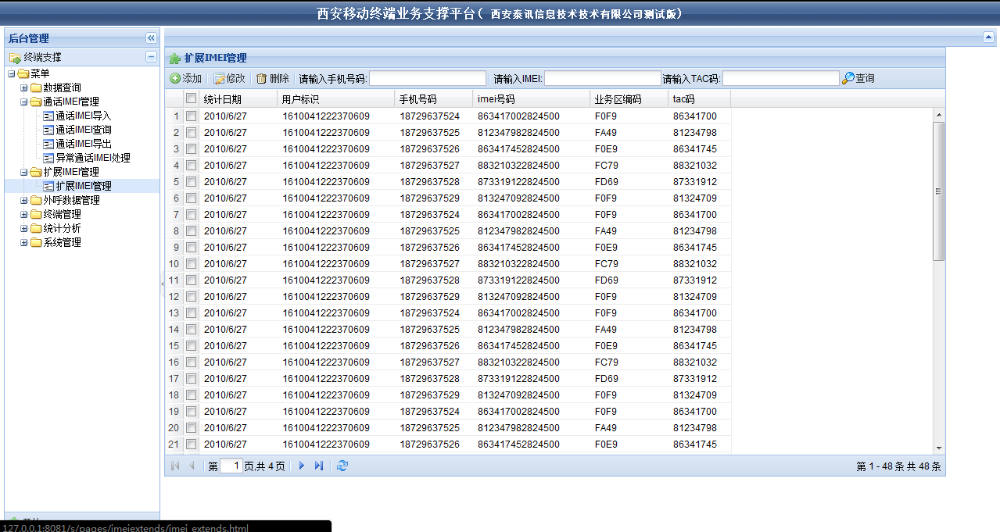 西安移动终端业务支撑平台( 西安秦讯信息技术技术有限公司测试版)
后台管理
终端支撑
菜单
数据查询
通话IMEI管理
通话IMEI导入
通话IMEI查询
通话IMEI导出
异常通话IMEI处理
扩展IMEI管理
扩展IMEI管理
外呼数据管理
终端管理
统计分析
系统管理
扩展IMEI管理
添加 修改 删除 请输入手机号码: 请输入IMEI: 请输入TAC码: 查询
统计日期 用户标识 手机号码 imei号码 业务区编码 tac码
1 2010/6/27 1610041222370609 18729637524 863417002824500 F0F9 86341700
2 2010/6/27 1610041222370609 18729637525 812347982824500 FA49 81234798
3 2010/6/27 1610041222370609 18729637526 863417452824500 F0E9 86341745
4 2010/6/27 1610041222370609 18729637527 883210322824500 FC79 88321032
5 2010/6/27 1610041222370609 18729637528 873319122824500 FD69 87331912
6 2010/6/27 1610041222370609 18729637529 813247092824500 F0F9 81324709
7 2010/6/27 1610041222370609 18729637524 863417002824500 F0F9 86341700
8 2010/6/27 1610041222370609 18729637525 812347982824500 FA49 81234798
9 2010/6/27 1610041222370609 18729637526 863417452824500 F0E9 86341745
10 2010/6/27 1610041222370609 18729637527 883210322824500 FC79 88321032
11 2010/6/27 1610041222370609 18729637528 873319122824500 FD69 87331912
12 2010/6/27 1610041222370609 18729637529 813247092824500 F0F9 81324709
13 2010/6/27 1610041222370609 18729637524 863417002824500 F0F9 86341700
14 2010/6/27 1610041222370609 18729637525 812347982824500 FA49 81234798
15 2010/6/27 1610041222370609 18729637526 863417452824500 F0E9 86341745
16 2010/6/27 1610041222370609 18729637527 883210322824500 FC79 88321032
17 2010/6/27 1610041222370609 18729637528 873319122824500 FD69 87331912
18 2010/6/27 1610041222370609 18729637529 813247092824500 F0F9 81324709
19 2010/6/27 1610041222370609 18729637524 863417002824500 F0F9 86341700
20 2010/6/27 1610041222370609 18729637525 812347982824500 FA49 81234798
21 2010/6/27 1610041222370609 18729637526 863417452824500 F0E9 86341745
第 1 页,共 4 页
第 1 - 48 条 共 48 条
127.0.0.1:8081/s/pages/imeiextends/imei_extends.html